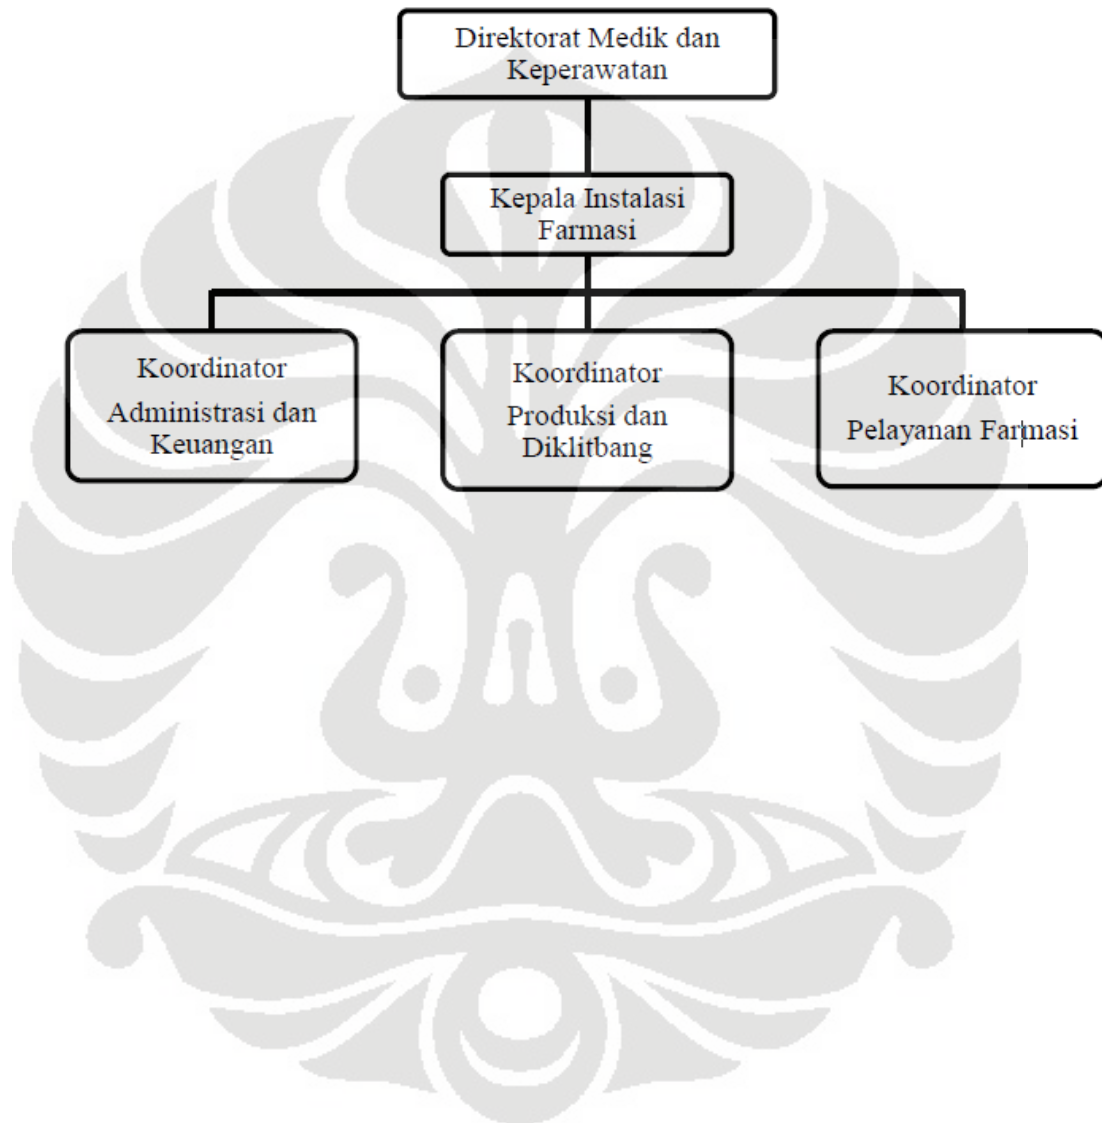 Direktorat Medik dan
Keperawatan
Kepala Instalasi
Farmasi
Koordinator
Administrasi dan
Keuangan
Koordinator
Produksi dan
Diklitbang
Koordinator
Pelayanan Farmasi